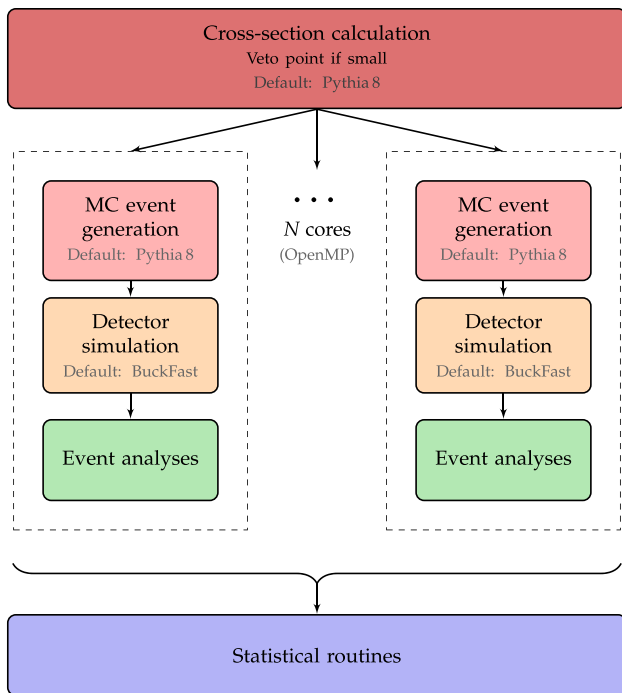 Cross-section calculation
Veto point if small
Default: Pythia 8
MC event
generation
Default: Pythia 8
Detector
simulation
Default: BuckFast
Event analyses
• • •
N cores
(OpenMP)
MC event
generation
Default: Pythia 8
Detector
simulation
Default: BuckFast
Event analyses
Statistical routines